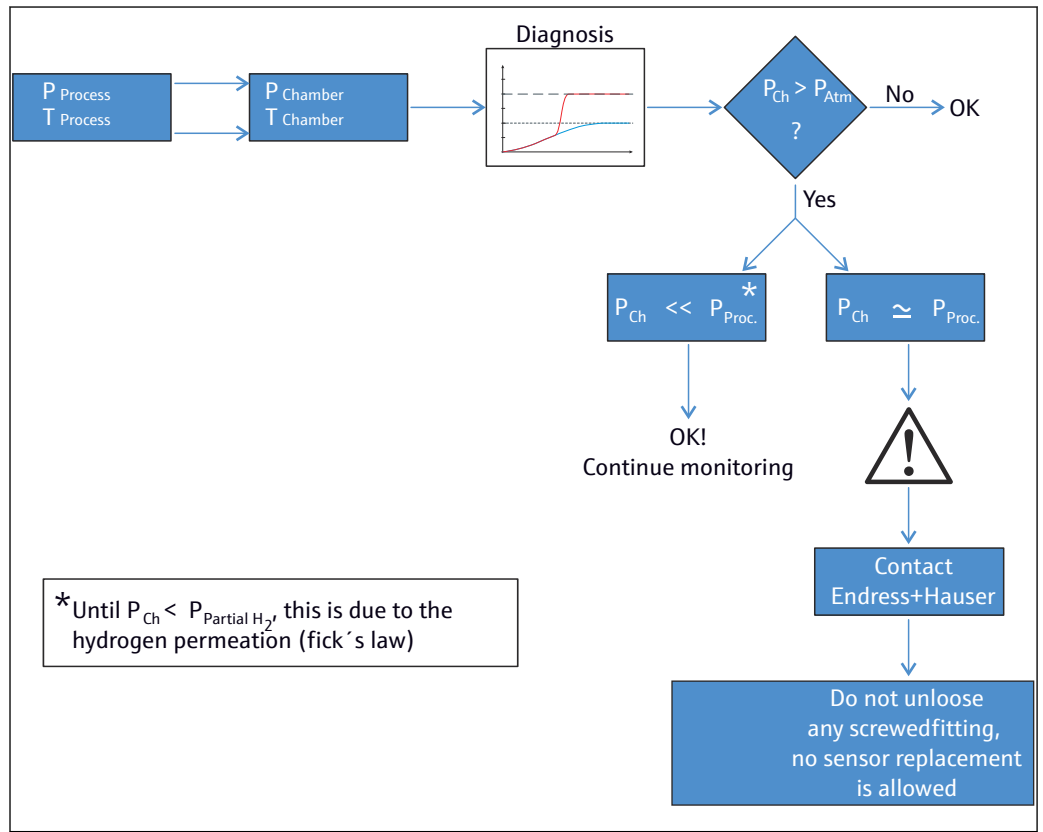 Diagnosis
P Process
T Process
P Chamber
T Chamber
P Ch > P Atm
?
No
OK
Yes
P Ch << P Proc. *
P Ch ≃ P Proc.
OK!
Continue monitoring
!
Contact
Endress+Hauser
*Until P Ch < P Partial H2, this is due to the
hydrogen permeation (fick´s law)
Do not unloose
any screwedfitting,
no sensor replacement
is allowed